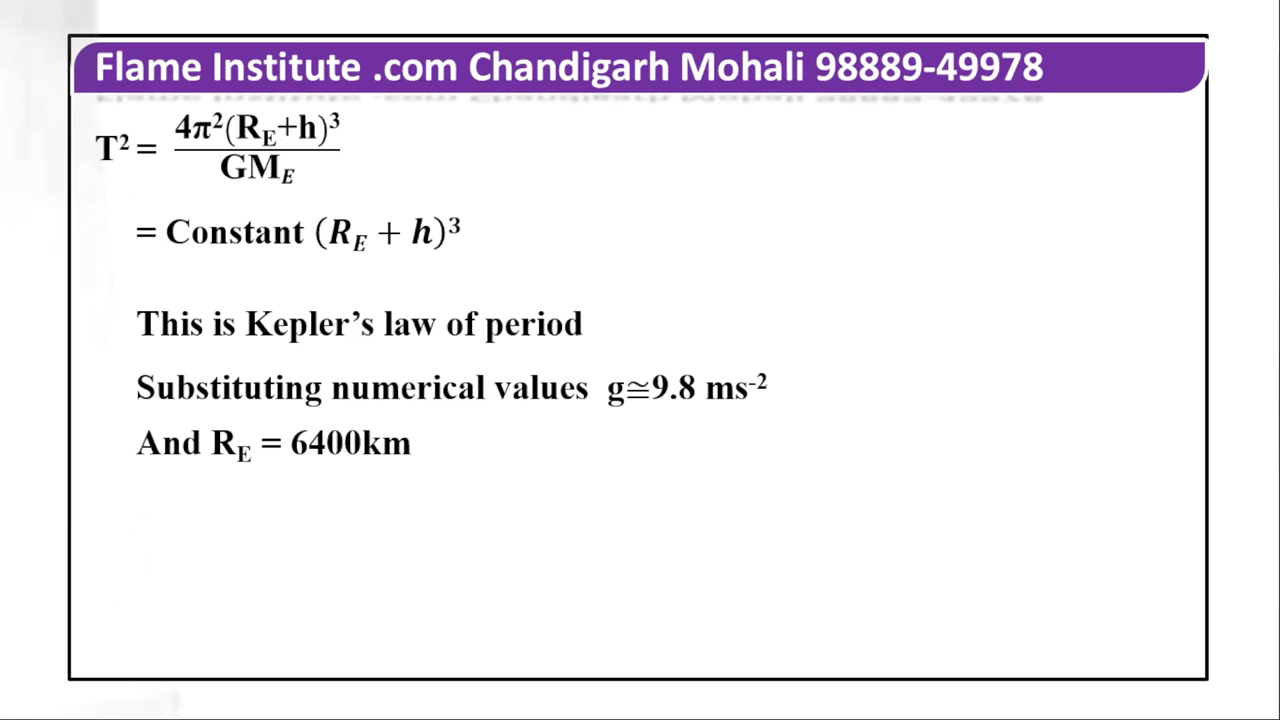 Flame Institute .com Chandigarh Mohali 98889-49978
T² = 4π²(R_E+h)³ / GM_E
= Constant (R_E + h)³
This is Kepler’s law of period
Substituting numerical values g≅9.8 ms⁻²
And R_E = 6400km